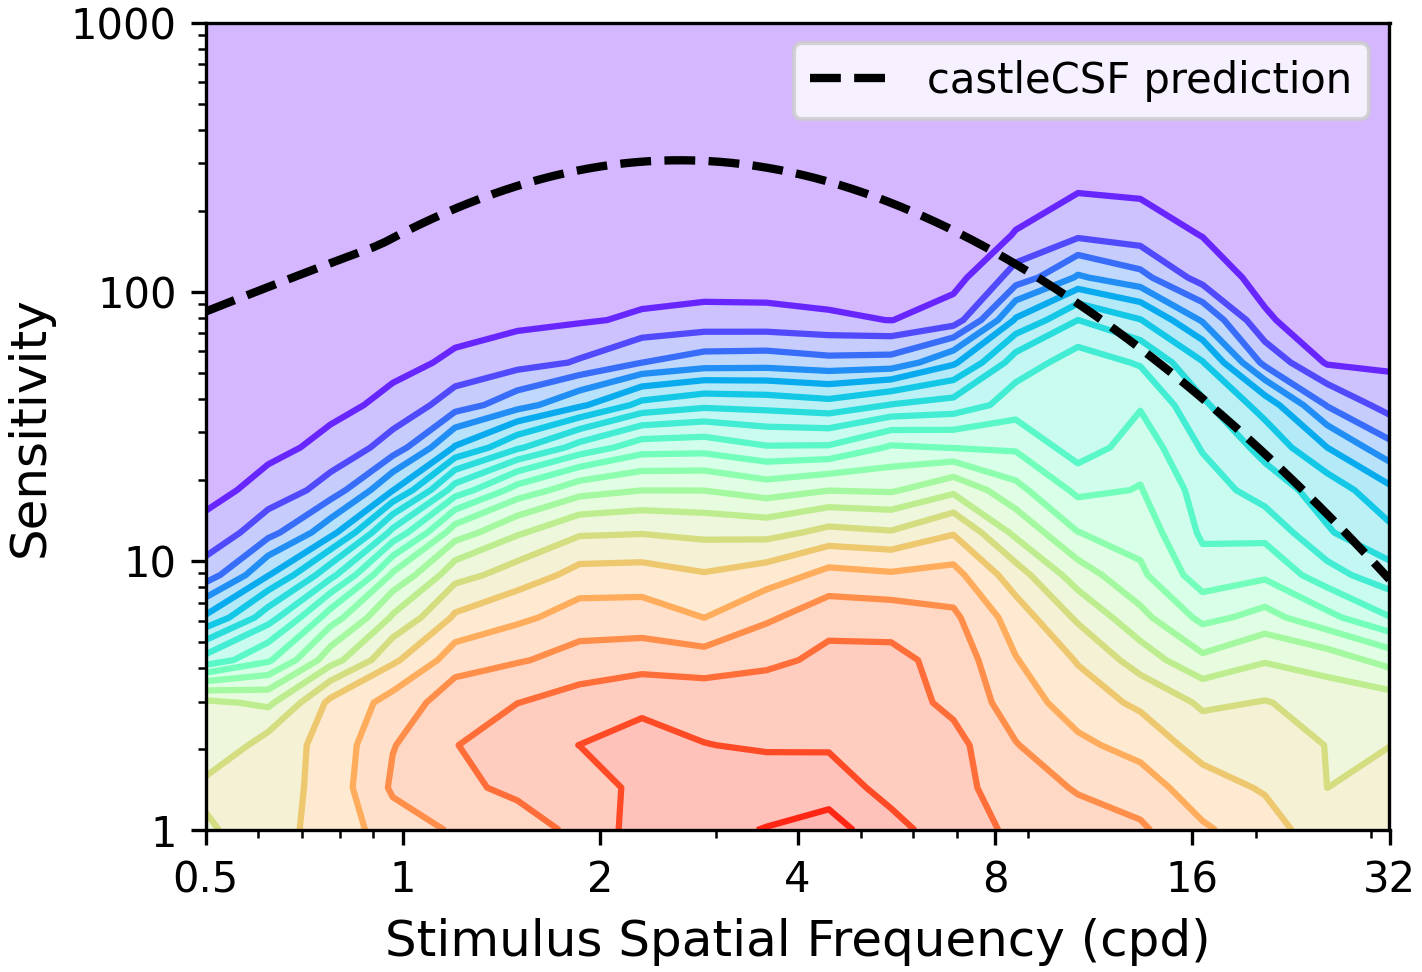 1000
castleCSF prediction
100
Sensitivity
10
1
0.5 1 2 4 8 16 32
Stimulus Spatial Frequency (cpd)